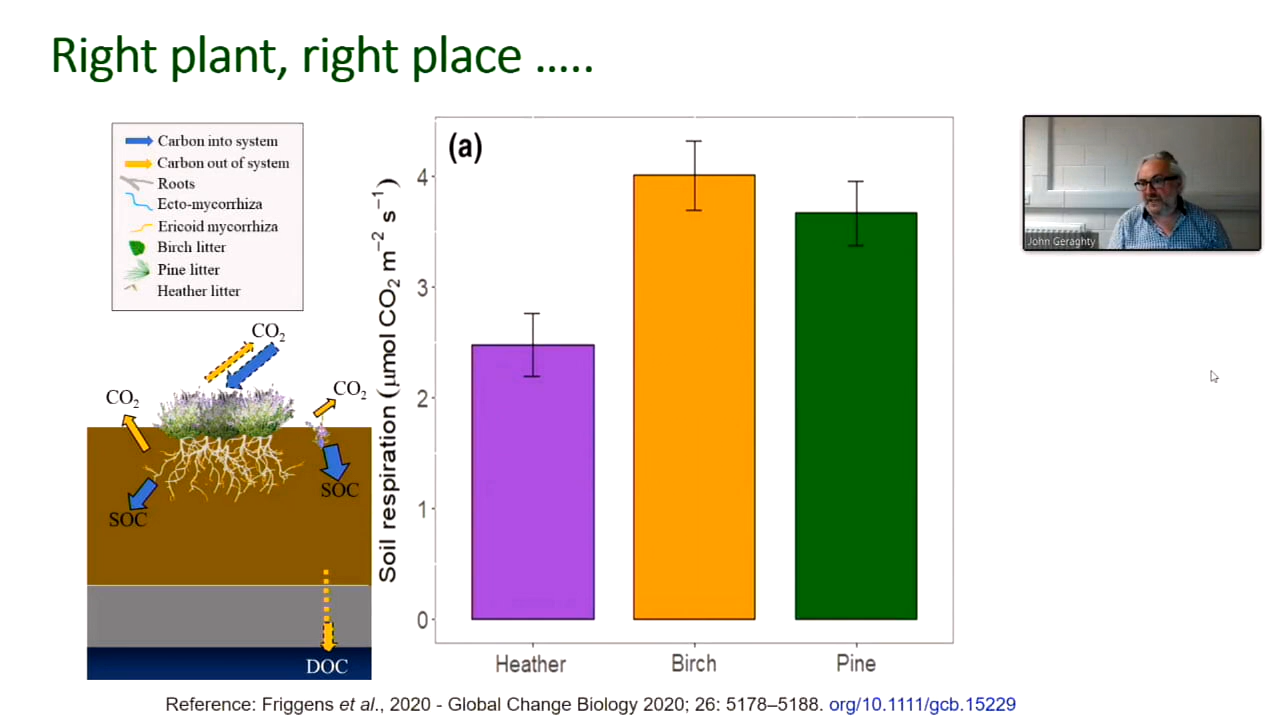 Right plant, right place .....
Carbon into system
Carbon out of system
Roots
Ecto-mycorrhiza
Ericoid mycorrhiza
Birch litter
Pine litter
Heather litter
CO₂
CO₂
CO₂
SOC
SOC
DOC
(a)
Soil respiration (μmol CO₂ m⁻² s⁻¹)
4
3
2
1
0
Heather
Birch
Pine
John Geraghty
Reference: Friggens et al., 2020 - Global Change Biology 2020; 26: 5178–5188. org/10.1111/gcb.15229